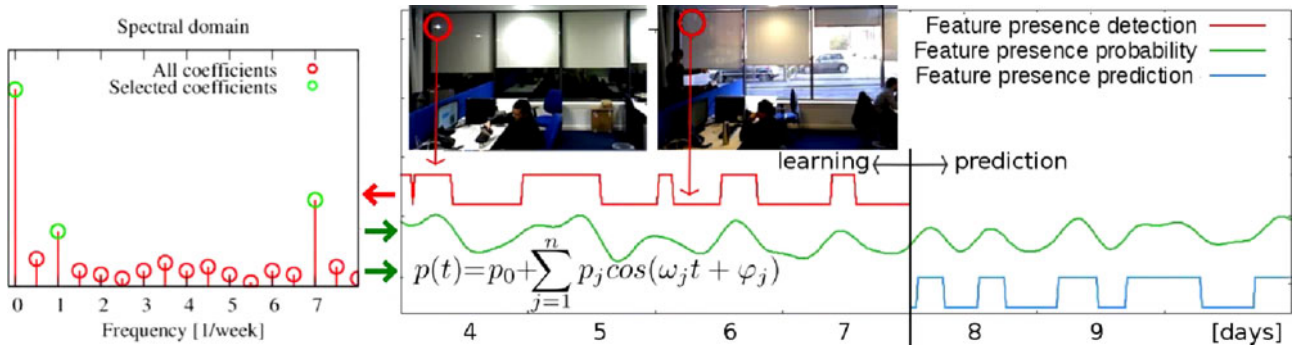 Spectral domain
All coefficients
Selected coefficients
0 1 2 3 4 5 6 7
Frequency [1/week]
Feature presence detection
Feature presence probability
Feature presence prediction
learning prediction
p(t)=p₀+∑ⁿⱼ₌₁ pⱼcos(ωⱼt + φⱼ)
4 5 6 7 8 9 [days]